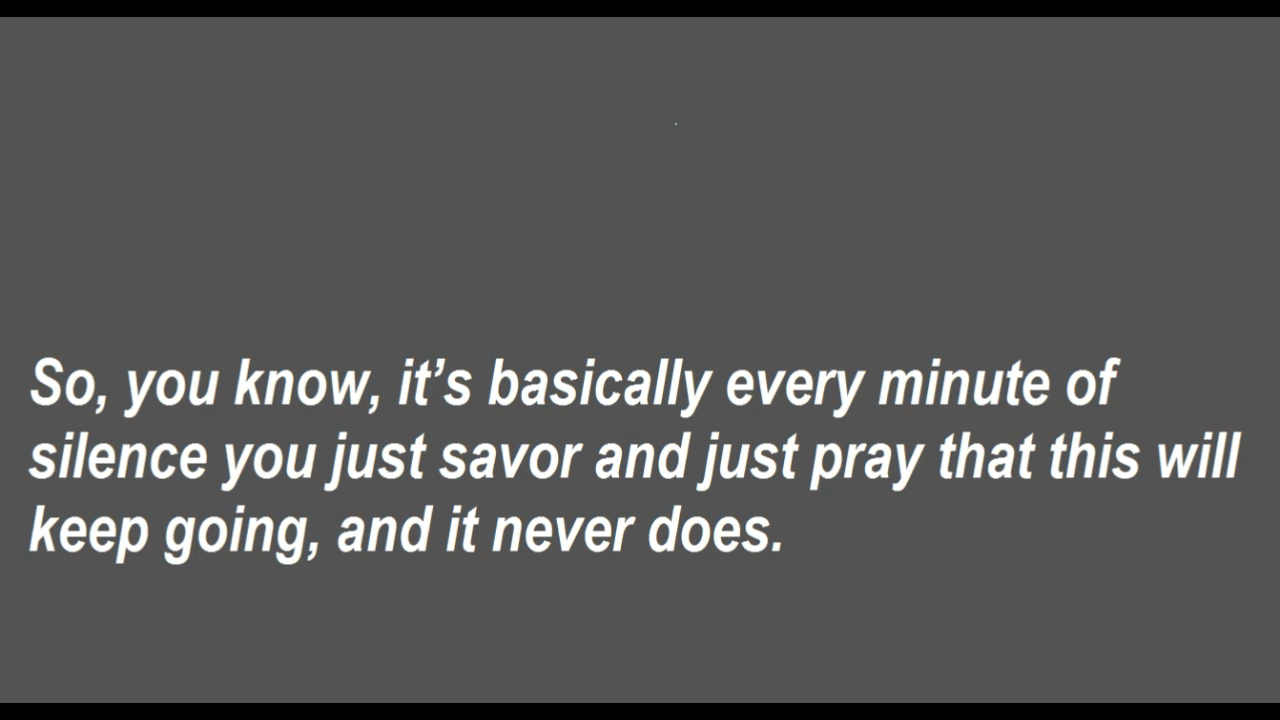 So, you know, it’s basically every minute of
silence you just savor and just pray that this will
keep going, and it never does.